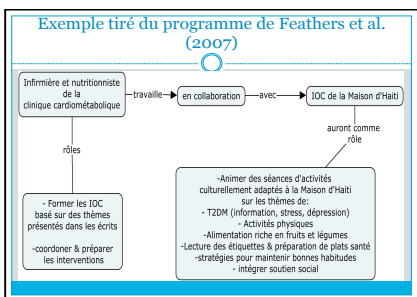 Exemple tiré du programme de Feathers et al.
(2007)
Infirmière et nutritionniste
de la
clinique cardiométabolique
travaille
en collaboration
avec
IOC de la Maison d'Haiti
rôles
auront comme
rôle
- Former les IOC
basé sur des thèmes
présentés dans les écrits
-coordoner & préparer
les interventions
-Animer des séances d'activités
culturellement adaptés à la Maison d'Haiti
sur les thèmes de:
- T2DM (information, stress, dépression)
- Activités physiques
-Alimentation riche en fruits et légumes
-Lecture des étiquettes & préparation de plats santé
-stratégies pour maintenir bonnes habitudes
- intégrer soutien social